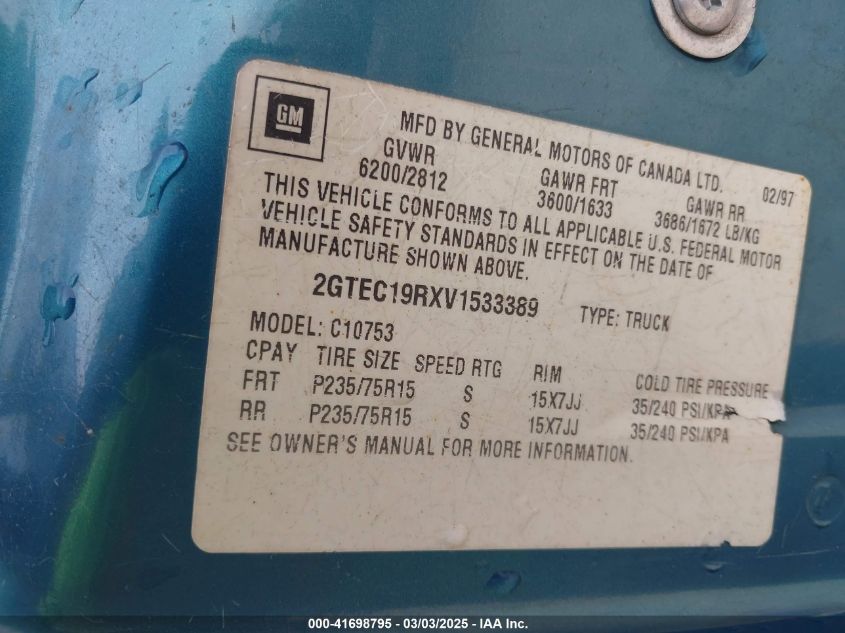 GM
MFD BY GENERAL MOTORS OF CANADA LTD. 02/97
GVWR GAWR FRT GAWR RR
6200/2812 3600/1633 3686/1672 LB/KG
THIS VEHICLE CONFORMS TO ALL APPLICABLE U.S. FEDERAL MOTOR
VEHICLE SAFETY STANDARDS IN EFFECT ON THE DATE OF
MANUFACTURE SHOWN ABOVE.
2GTEC19RXV1533389 TYPE: TRUCK
MODEL: C10753
CPAY TIRE SIZE SPEED RTG RIM COLD TIRE PRESSURE
FRT P235/75R15 S 15X7JJ 35/240 PSI/KPA
RR P235/75R15 S 15X7JJ 35/240 PSI/KPA
SEE OWNER'S MANUAL FOR MORE INFORMATION.
000-41698795 - 03/03/2025 - IAA Inc.